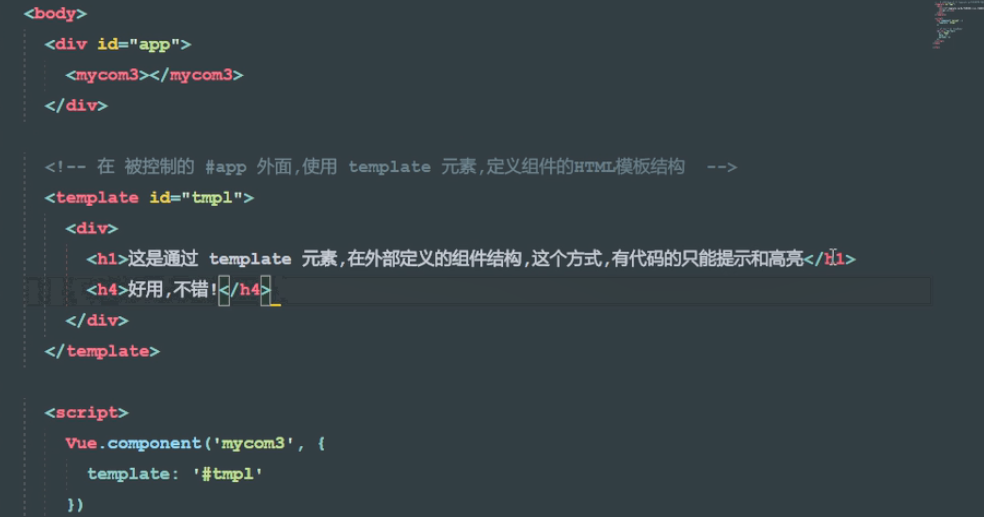 <body>
<div id="app">
<mycom3></mycom3>
</div>
<!-- 在 被控制的 #app 外面,使用 template 元素,定义组件的HTML模板结构 -->
<template id="tmpl">
<div>
<h1>这是通过 template 元素,在外部定义的组件结构,这个方式,有代码的只能提示和高亮</h1>
<h4>好用,不错!</h4>
</div>
</template>
<script>
Vue.component('mycom3', {
template: '#tmpl'
})